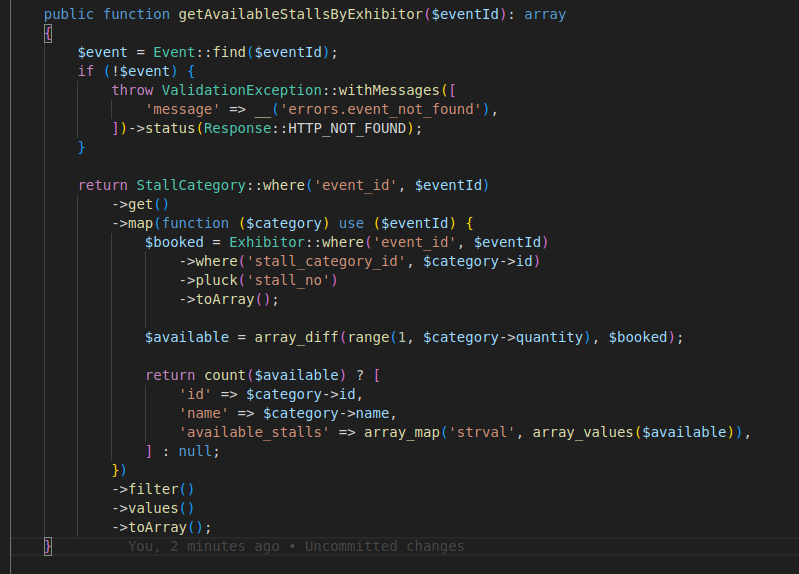 public function getAvailableStallsByExhibitor($eventId): array
{
    $event = Event::find($eventId);
    if (!$event) {
        throw ValidationException::withMessages([
            'message' => __('errors.event_not_found'),
        ])->status(Response::HTTP_NOT_FOUND);
    }

    return StallCategory::where('event_id', $eventId)
        ->get()
        ->map(function ($category) use ($eventId) {
            $booked = Exhibitor::where('event_id', $eventId)
                ->where('stall_category_id', $category->id)
                ->pluck('stall_no')
                ->toArray();

            $available = array_diff(range(1, $category->quantity), $booked);

            return count($available) ? [
                'id' => $category->id,
                'name' => $category->name,
                'available_stalls' => array_map('strval', array_values($available)),
            ] : null;
        })
        ->filter()
        ->values()
        ->toArray();
}         You, 2 minutes ago • Uncommitted changes